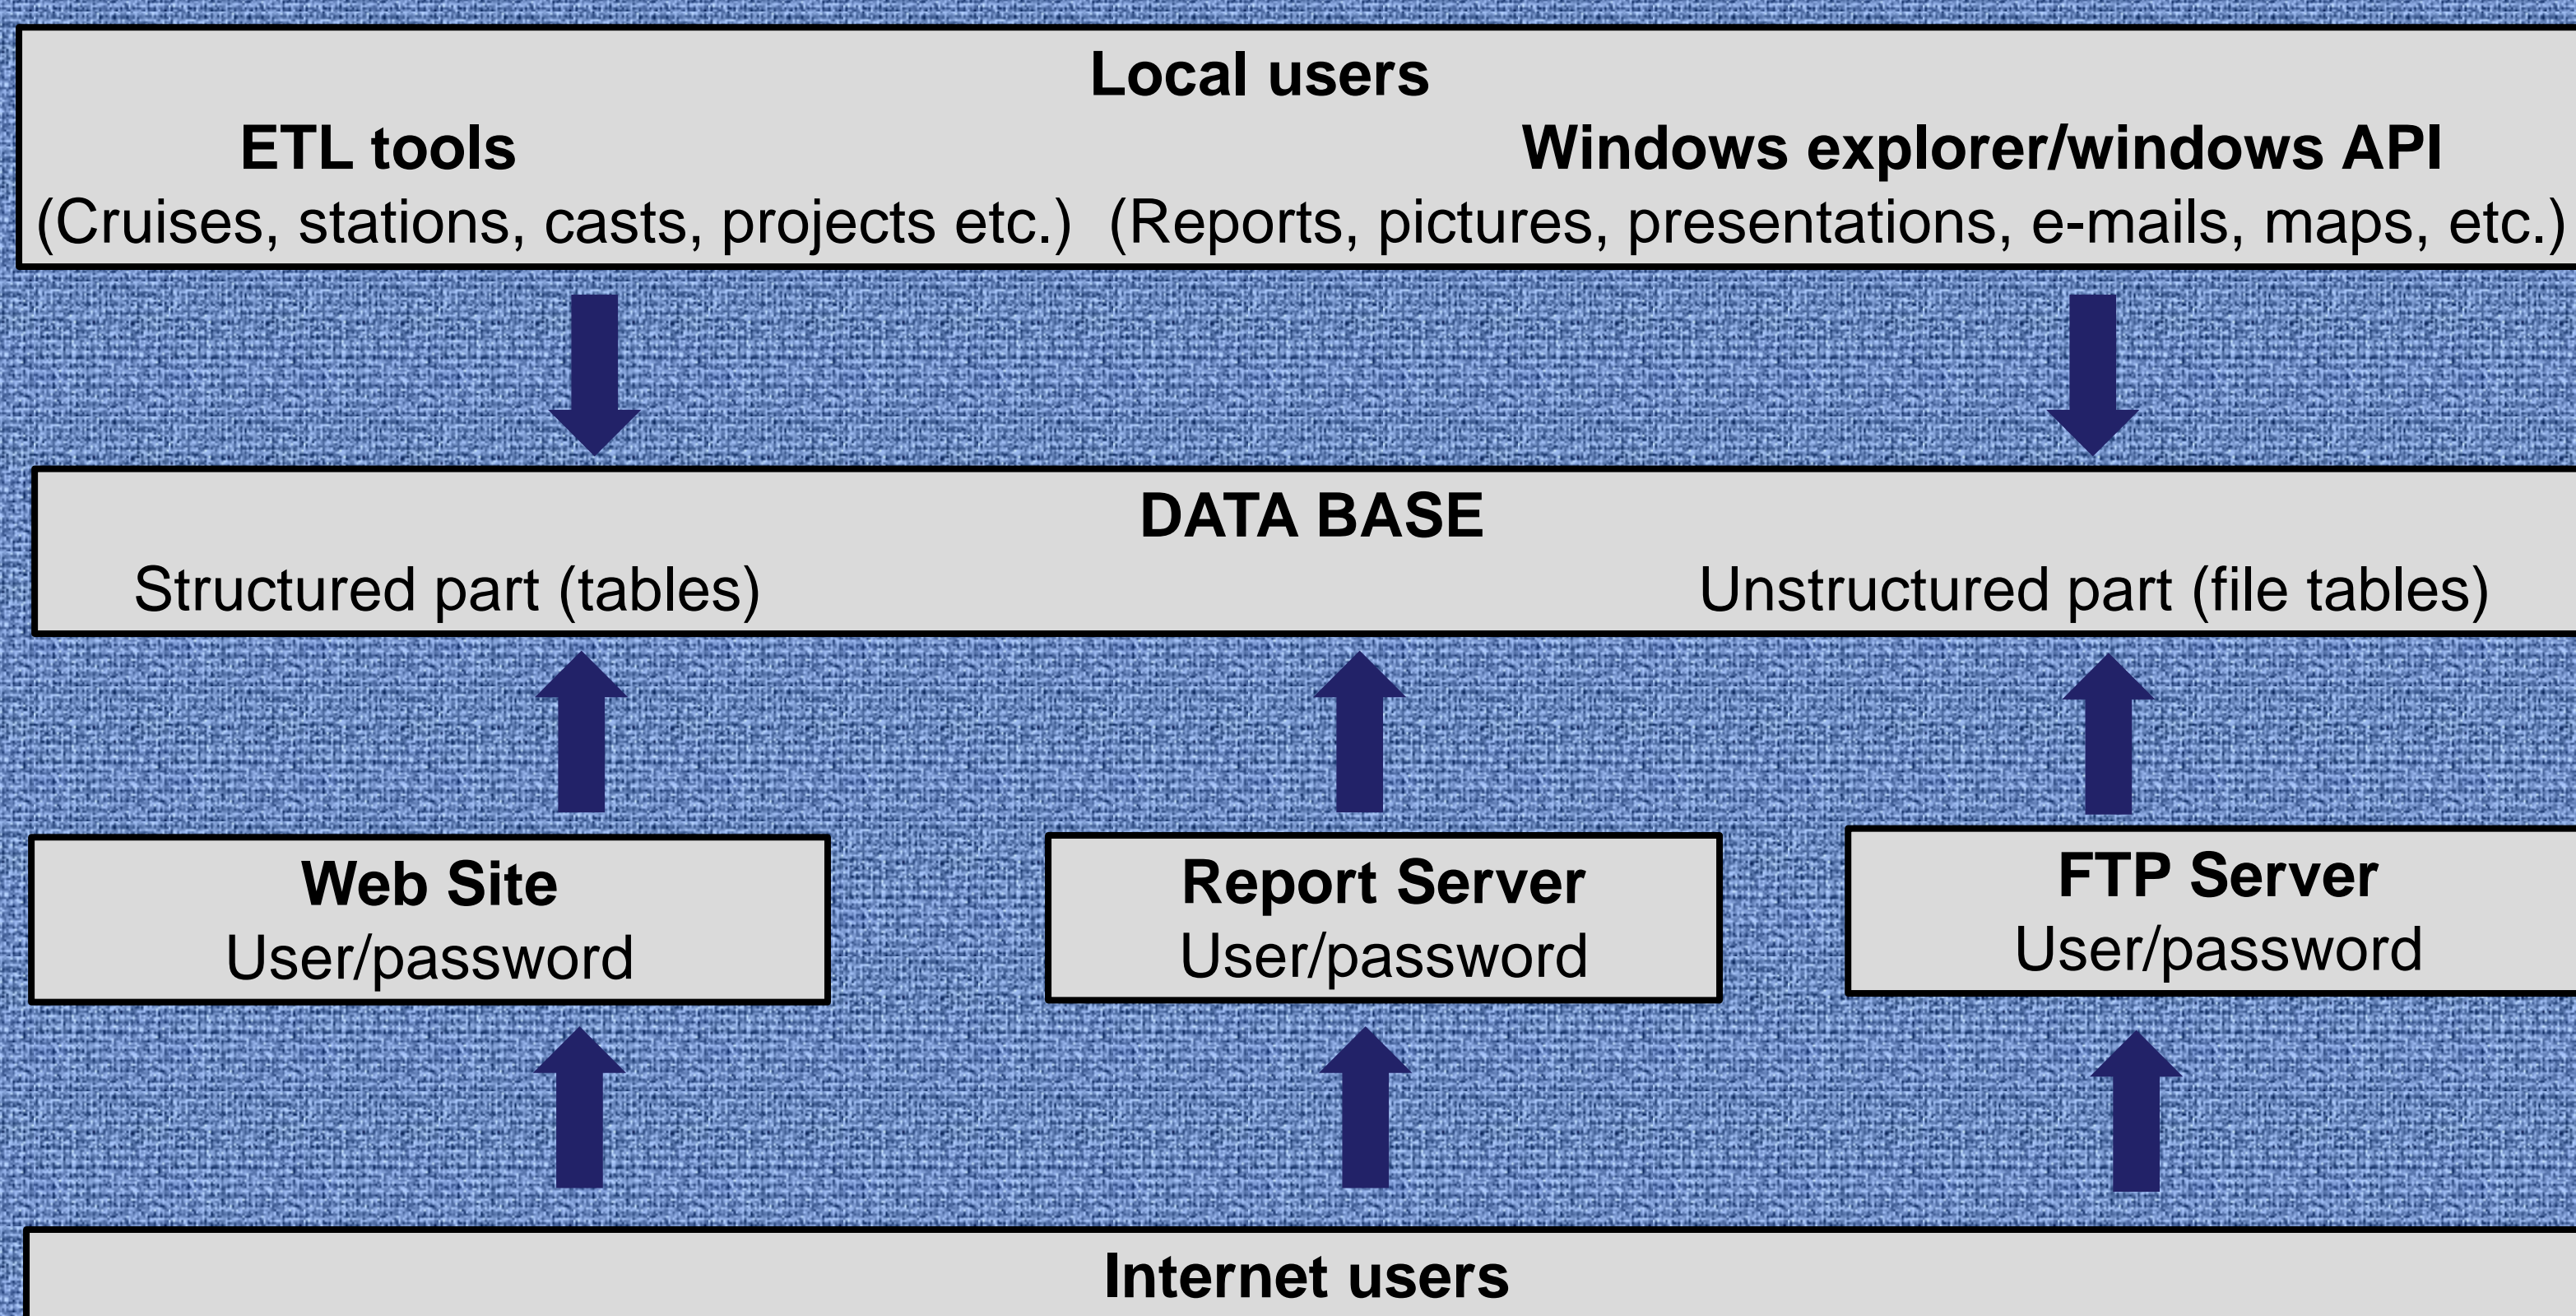 Local users
ETL tools Windows explorer/windows API
(Cruises, stations, casts, projects etc.) (Reports, pictures, presentations, e-mails, maps, etc.)
DATA BASE
Structured part (tables) Unstructured part (file tables)
Web Site
User/password
Report Server
User/password
FTP Server
User/password
Internet users